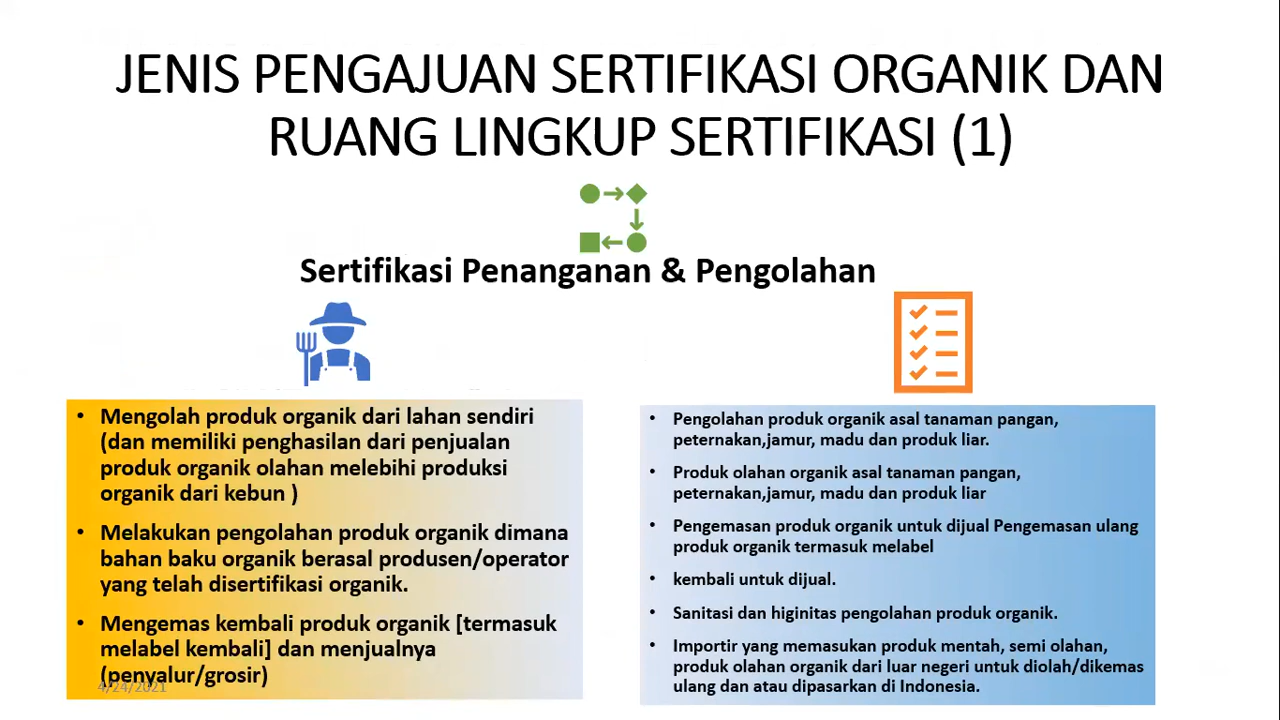 JENIS PENGAJUAN SERTIFIKASI ORGANIK DAN
RUANG LINGKUP SERTIFIKASI (1)
Sertifikasi Penanganan & Pengolahan
• Mengolah produk organik dari lahan sendiri
(dan memiliki penghasilan dari penjualan
produk organik olahan melebihi produksi
organik dari kebun )
• Melakukan pengolahan produk organik dimana
bahan baku organik berasal produsen/operator
yang telah disertifikasi organik.
• Mengemas kembali produk organik [termasuk
melabel kembali] dan menjualnya
(penyalur/grosir)
4/24/2021
• Pengolahan produk organik asal tanaman pangan,
peternakan,jamur, madu dan produk liar.
• Produk olahan organik asal tanaman pangan,
peternakan,jamur, madu dan produk liar
• Pengemasan produk organik untuk dijual Pengemasan ulang
produk organik termasuk melabel
• kembali untuk dijual.
• Sanitasi dan higinitas pengolahan produk organik.
• Importir yang memasukan produk mentah, semi olahan,
produk olahan organik dari luar negeri untuk diolah/dikemas
ulang dan atau dipasarkan di Indonesia.